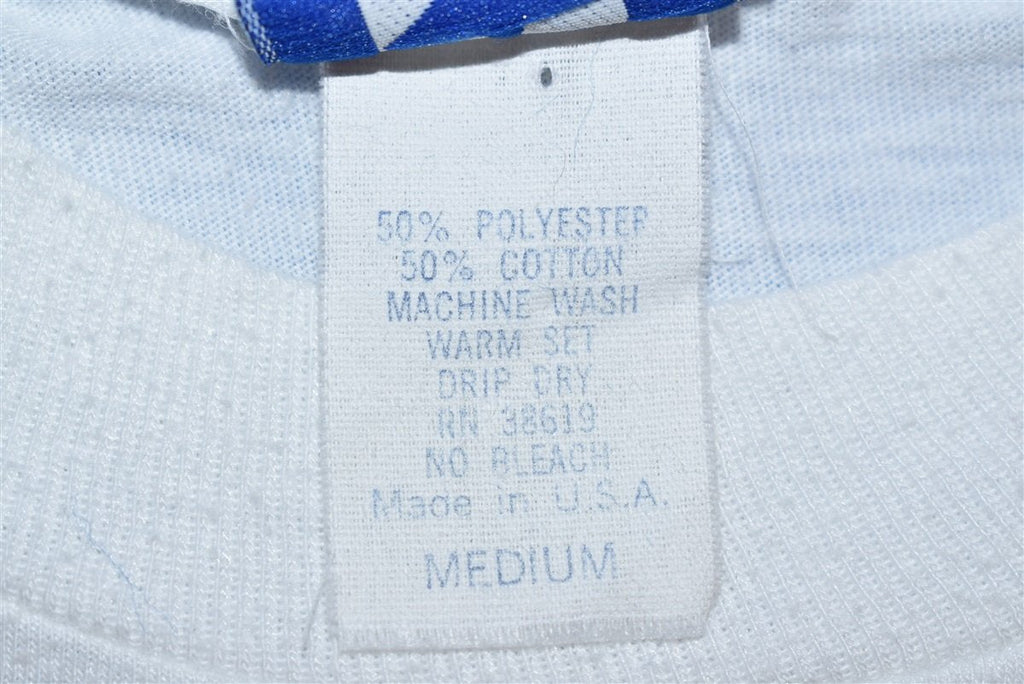 50% POLYESTER
50% COTTON
MACHINE WASH
WARM SET
DRIP DRY
RN 38619
NO BLEACH
Made in U.S.A.
MEDIUM